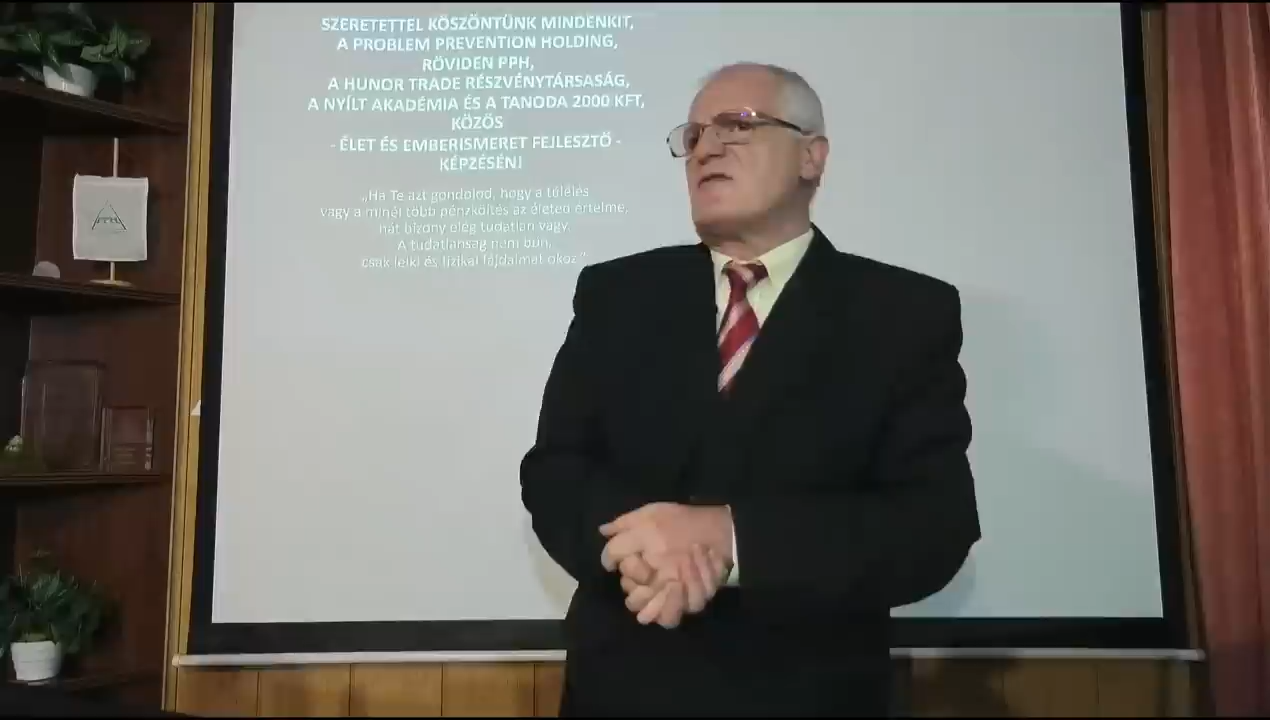 SZERETETTEL KÖSZÖNTÜNK MINDENKIT,
A PROBLEM PREVENTION HOLDING,
RÖVIDEN PPH,
A HUNOR TRADE RÉSZVÉNYTÁRSASÁG,
A NYÍLT AKADÉMIA ÉS A TANODA 2000 KFT,
KÖZÖS
- ÉLET ÉS EMBERISMERET FEJLESZTŐ -
KÉPZÉSÉN!
„Ha Te azt gondolod, hogy a túlélés
vagy a minél több pénzköltés az életed értelme,
hát bizony elég tudatlan vagy.
A tudatlanság nem bűn,
csak lelki és fizikai fájdalmat okoz."